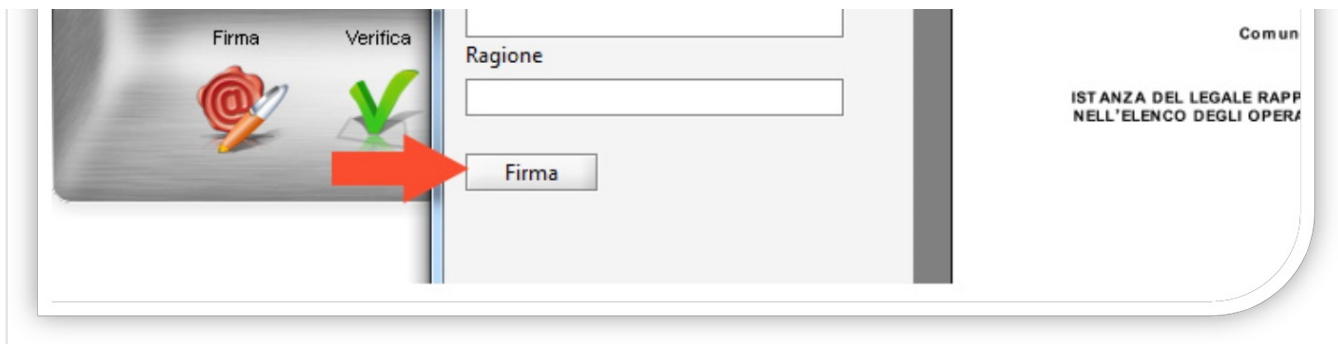 Firma
Verifica
Ragione
Firma
Comun
ISTANZA DEL LEGALE RAPP
NELL'ELENCO DEGLI OPERA